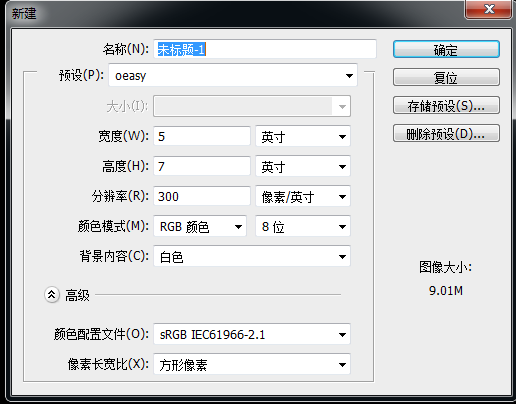 新建
名称(N): 未标题-1
确定
预设(P): oeasy
复位
大小(I):
存储预设(S)...
宽度(W): 5 英寸
删除预设(D)...
高度(H): 7 英寸
分辨率(R): 300 像素/英寸
颜色模式(M): RGB 颜色 8 位
背景内容(C): 白色
图像大小:
9.01M
高级
颜色配置文件(O): sRGB IEC61966-2.1
像素长宽比(X): 方形像素